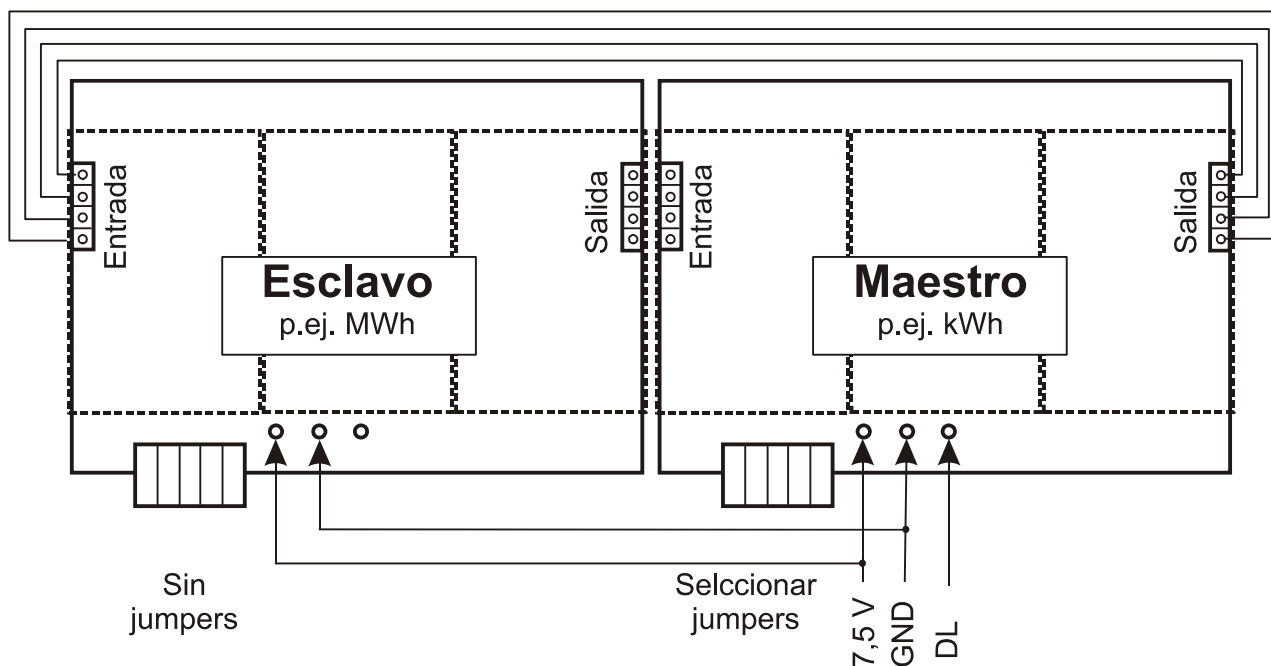 Entrada
Salida
Entrada
Salida
Esclavo
p.ej. MWh
Maestro
p.ej. kWh
Sin
jumpers
Selccionar
jumpers
7,5 V
GND
DL